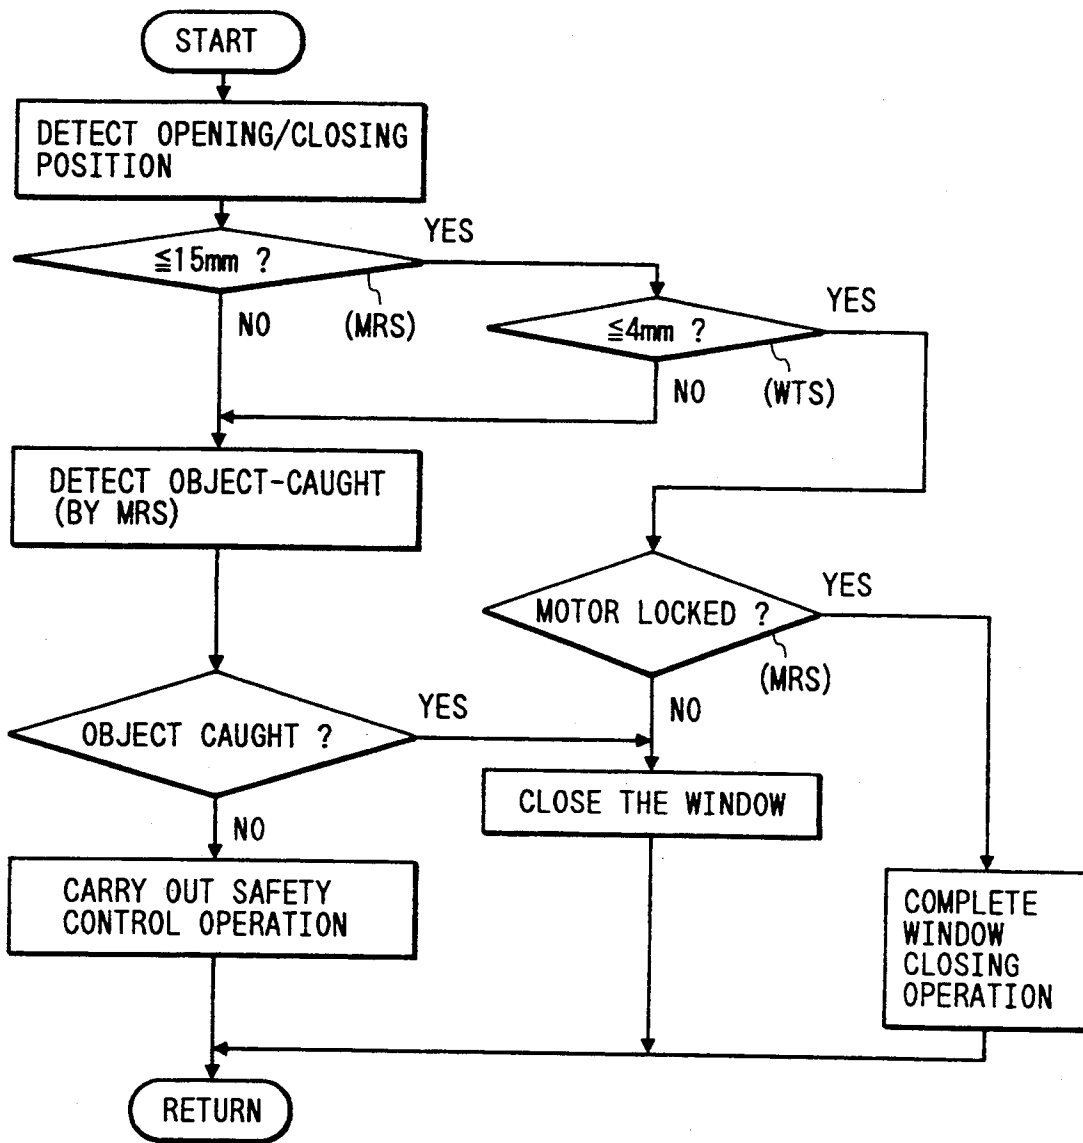 START
DETECT OPENING/CLOSING
POSITION
≦15mm ?
YES
NO
(MRS)
≦4mm ?
YES
NO
(WTS)
DETECT OBJECT-CAUGHT
(BY MRS)
MOTOR LOCKED ?
YES
(MRS)
NO
OBJECT CAUGHT ?
YES
NO
CLOSE THE WINDOW
CARRY OUT SAFETY
CONTROL OPERATION
COMPLETE
WINDOW
CLOSING
OPERATION
RETURN